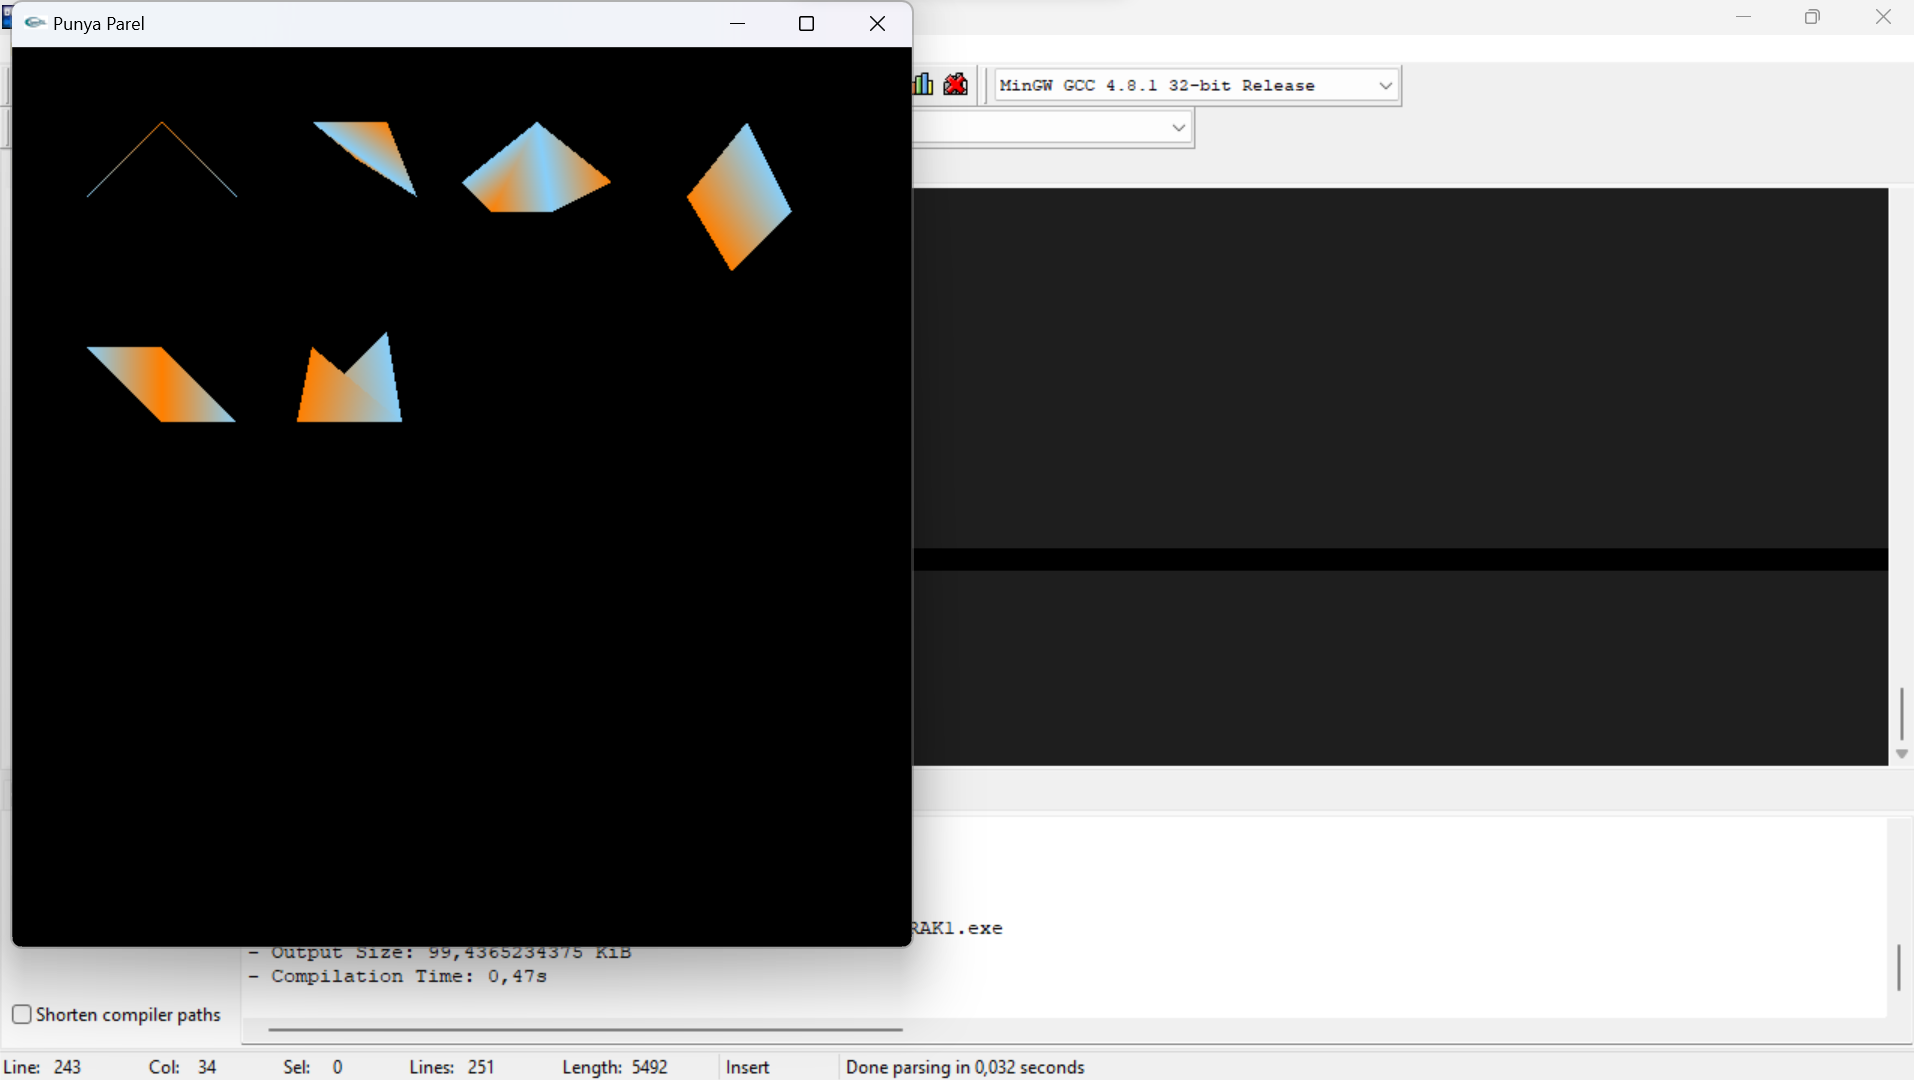 Punya Parel
MinGW GCC 4.8.1 32-bit Release
RAK1.exe
- Output Size: 99,4365234375 KiB
- Compilation Time: 0,47s
Shorten compiler paths
Line: 243 Col: 34 Sel: 0 Lines: 251 Length: 5492 Insert Done parsing in 0,032 seconds